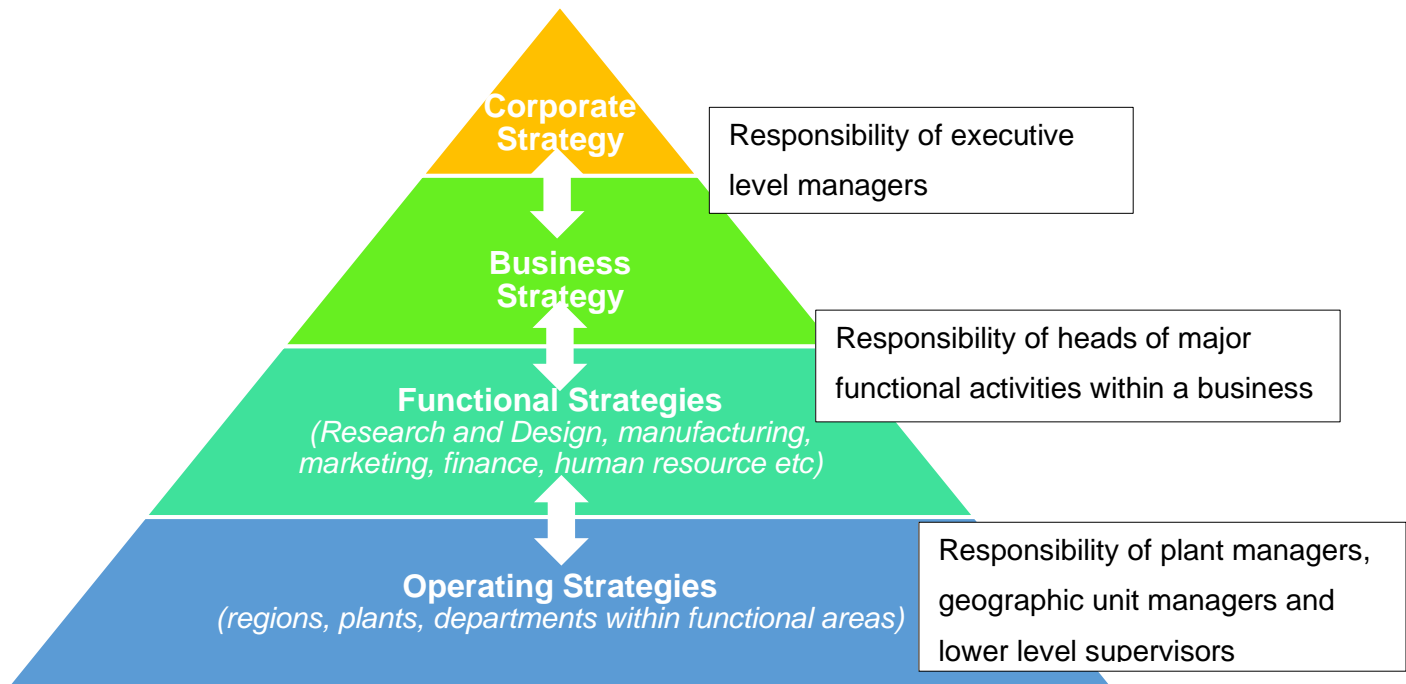 Corporate
Strategy
Responsibility of executive
level managers
Business
Strategy
Responsibility of heads of major
functional activities within a business
Functional Strategies
(Research and Design, manufacturing,
marketing, finance, human resource etc)
Operating Strategies
(regions, plants, departments within functional areas)
Responsibility of plant managers,
geographic unit managers and
lower level supervisors